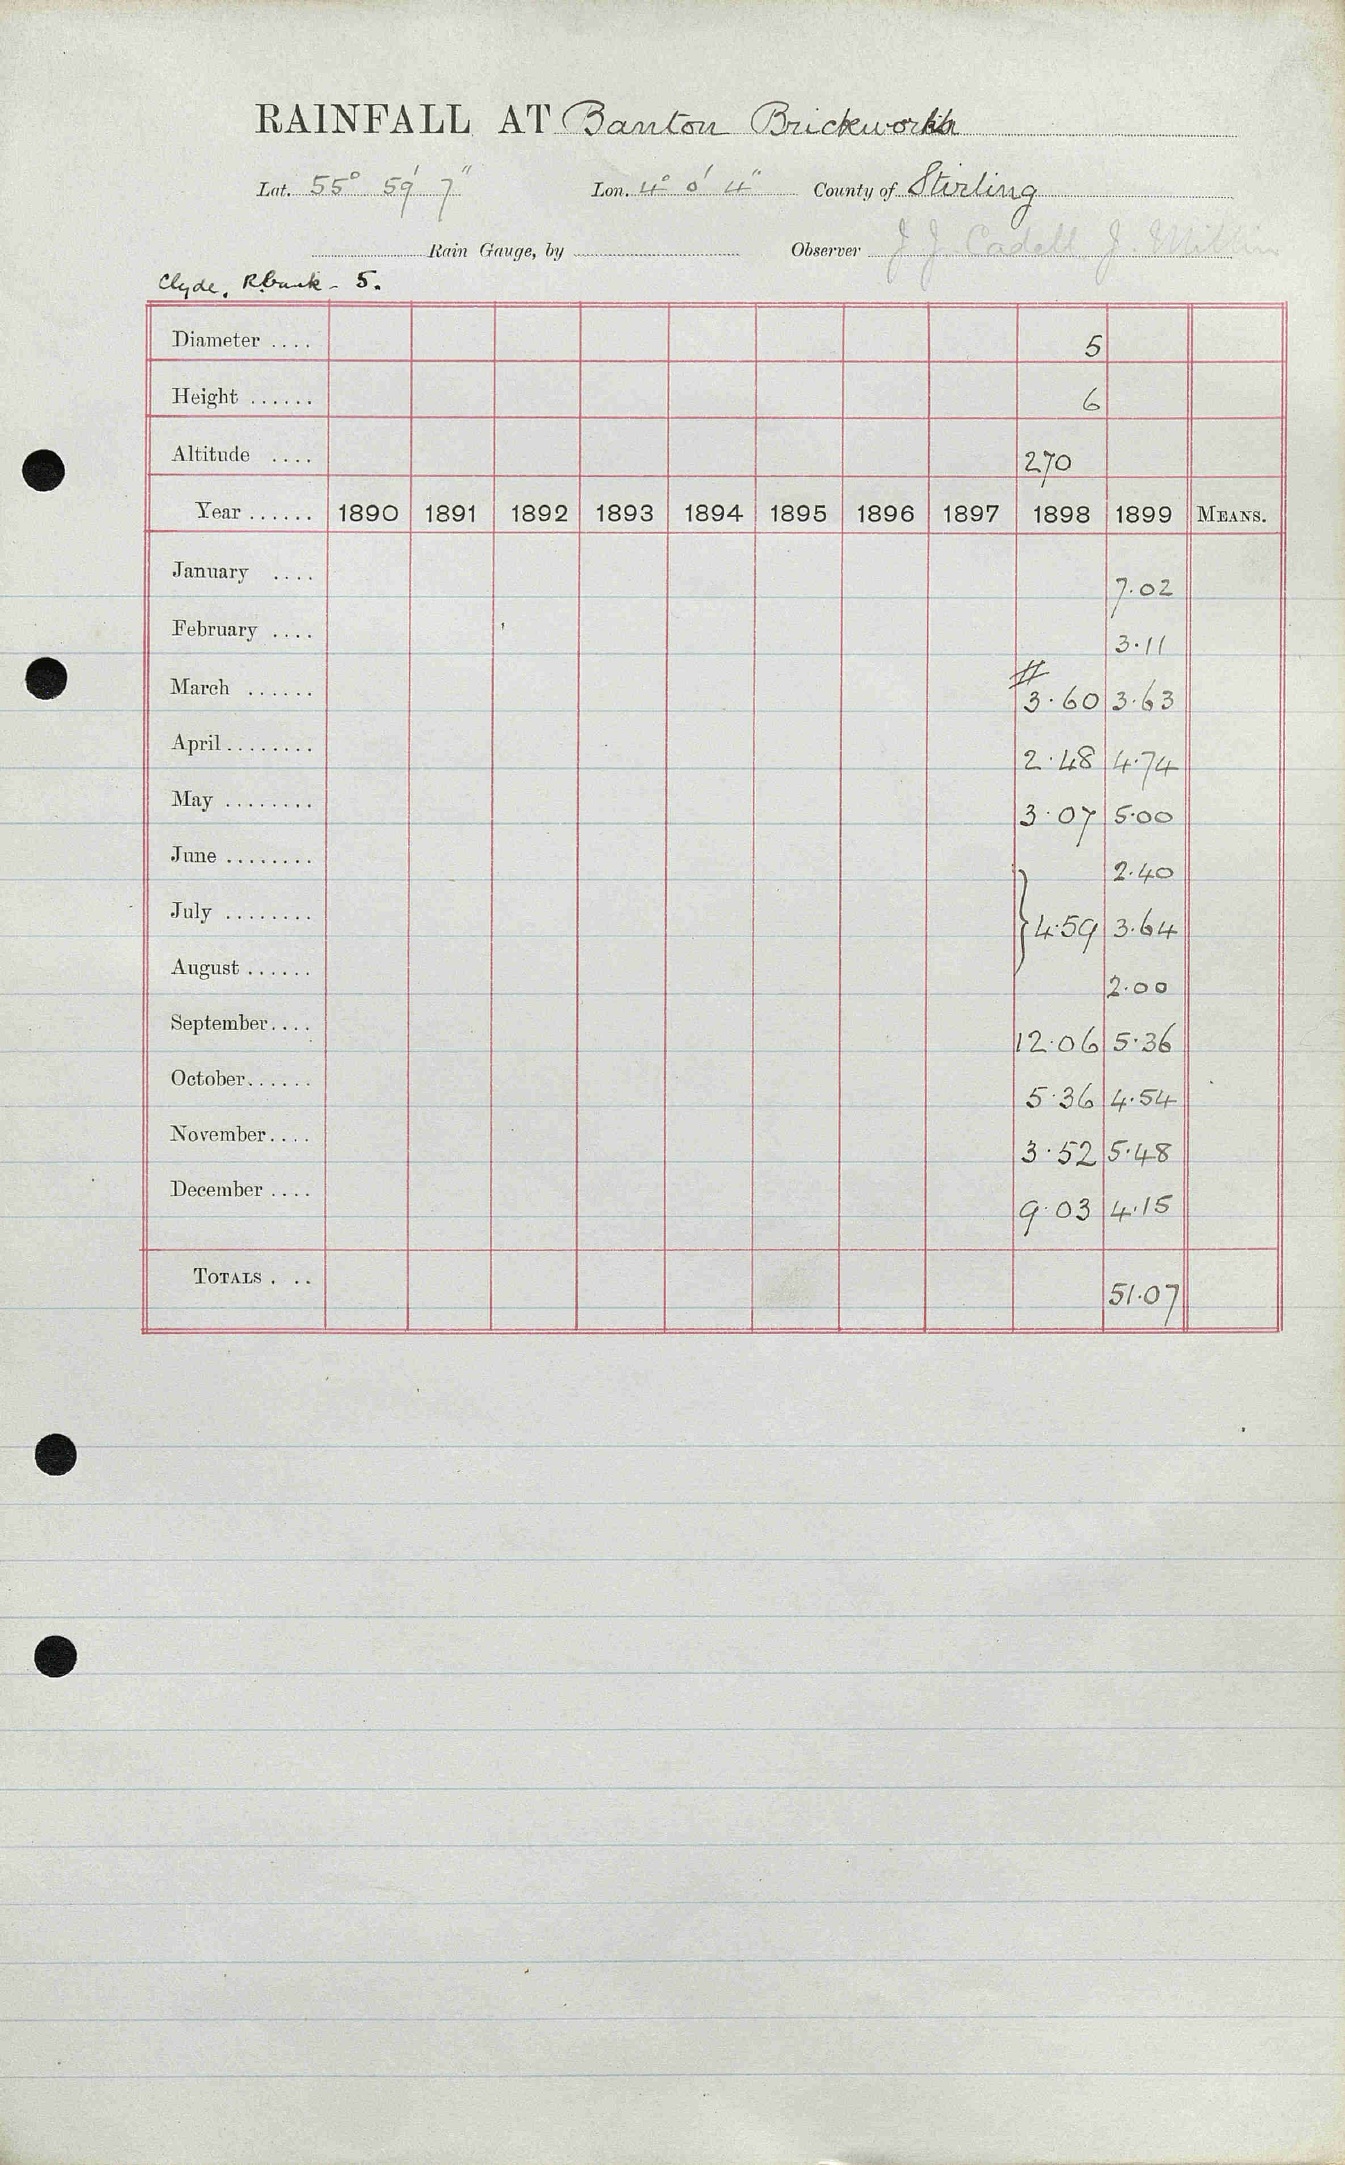 RAINFALL AT Banton Brickworks
Lat. 55° 59' 7" Lon. 4° 0' 4" County of Stirling
Rain Gauge, by Observer J J Cadell J
Clyde, R bank - 5.
Diameter .... 5
Height ...... 6
Altitude .... 270
Year ...... 1890 1891 1892 1893 1894 1895 1896 1897 1898 1899 MEANS.
January .... 7.02
February .... 3.11
March ...... # 3.60 3.63
April ........ 2.48 4.74
May ........ 3.07 5.00
June ........ 2.40
July ........ } 4.59 3.64
August ...... 2.00
September.... 12.06 5.36
October...... 5.36 4.54
November.... 3.52 5.48
December .... 9.03 4.15
TOTALS . .. 51.07